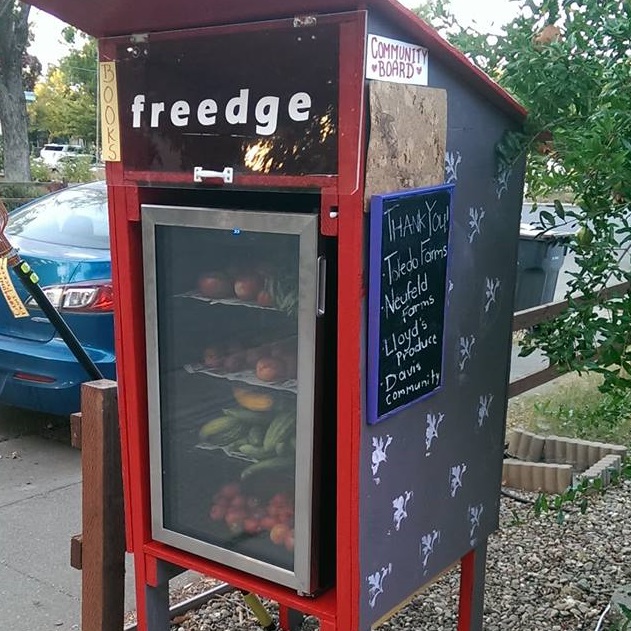 BOOKS
freedge
COMMUNITY
♥BOARD♥
THANK YOU!
·Toledo Farms
·Neufeld
Farms
·Lloyd's
Produce
·Davis
community